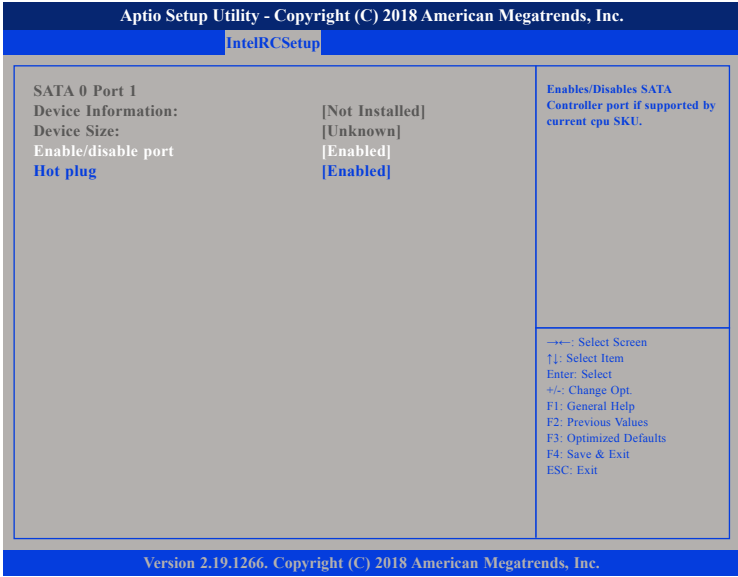 Aptio Setup Utility - Copyright (C) 2018 American Megatrends, Inc.
IntelRCSetup
SATA 0 Port 1
Device Information: [Not Installed]
Device Size: [Unknown]
Enable/disable port [Enabled]
Hot plug [Enabled]
Enables/Disables SATA
Controller port if supported by
current cpu SKU.
→←: Select Screen
↑↓: Select Item
Enter: Select
+/-: Change Opt.
F1: General Help
F2: Previous Values
F3: Optimized Defaults
F4: Save & Exit
ESC: Exit
Version 2.19.1266. Copyright (C) 2018 American Megatrends, Inc.